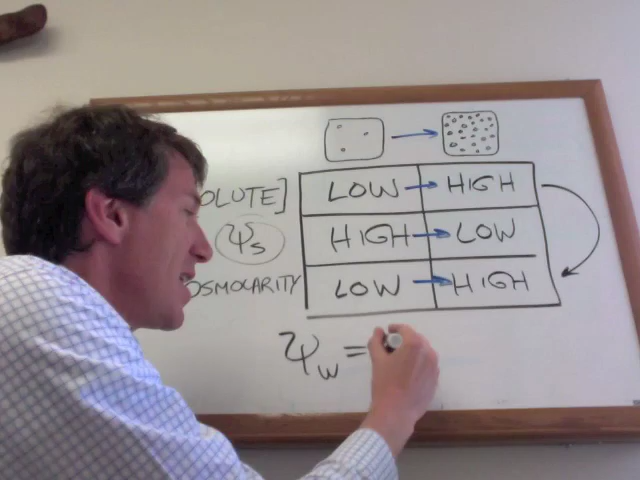 OLUTE] LOW → HIGH
Ψs HIGH → LOW
OSMOLARITY LOW → HIGH
Ψw =